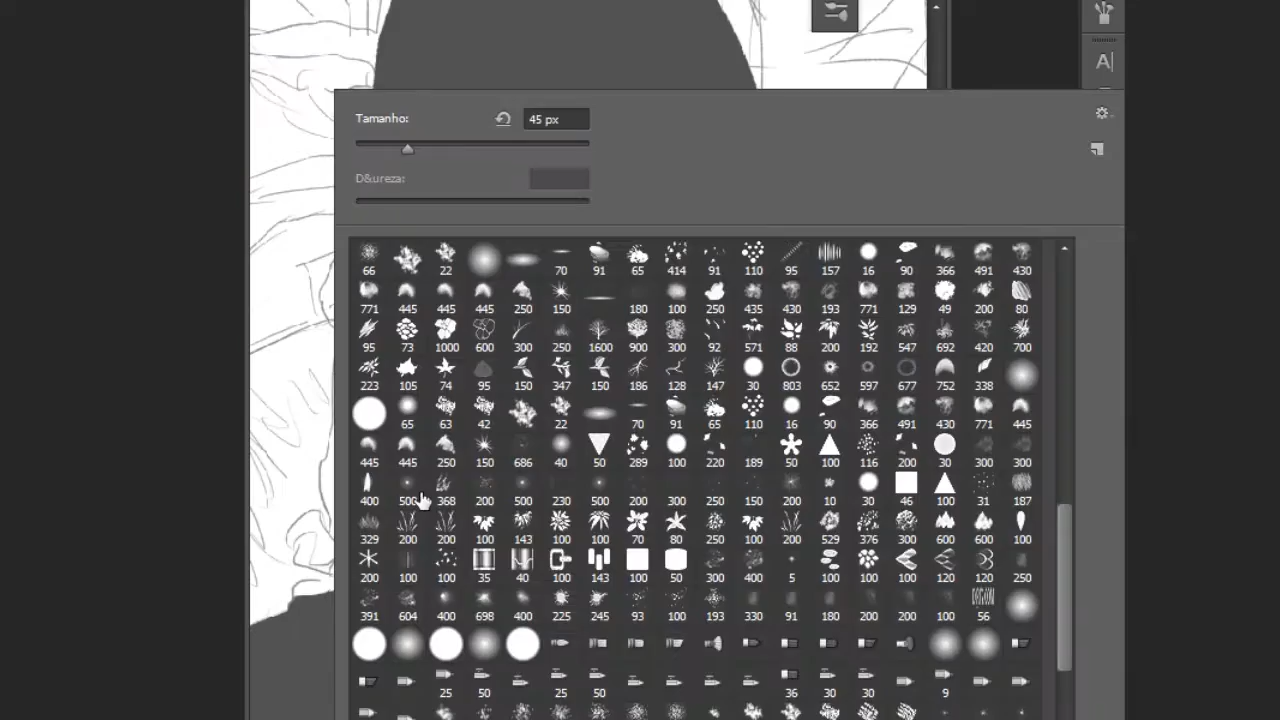 A
Tamanho: 45 px
D&ureza:
66 22 70 91 65 414 91 110 95 157 16 90 366 491 430
771 445 445 445 250 150 180 100 250 435 430 193 771 129 49 200 80
95 73 1000 600 300 250 1600 900 300 92 571 88 200 192 547 692 420 700
223 105 74 95 150 347 150 186 128 147 30 803 652 597 677 752 338
65 63 42 22 70 91 65 110 16 90 366 491 430 771 445
445 445 250 150 686 40 50 289 100 220 189 50 100 116 200 30 300 300
400 500 368 200 500 230 500 200 300 250 150 200 10 30 46 100 31 187
329 200 200 100 143 100 100 70 80 250 100 200 529 376 300 600 600 100
200 100 100 35 40 100 143 100 50 300 400 5 100 100 100 120 120 250
391 604 400 698 400 225 245 93 100 193 330 91 180 200 200 100 56
25 50 25 50 36 30 30 9